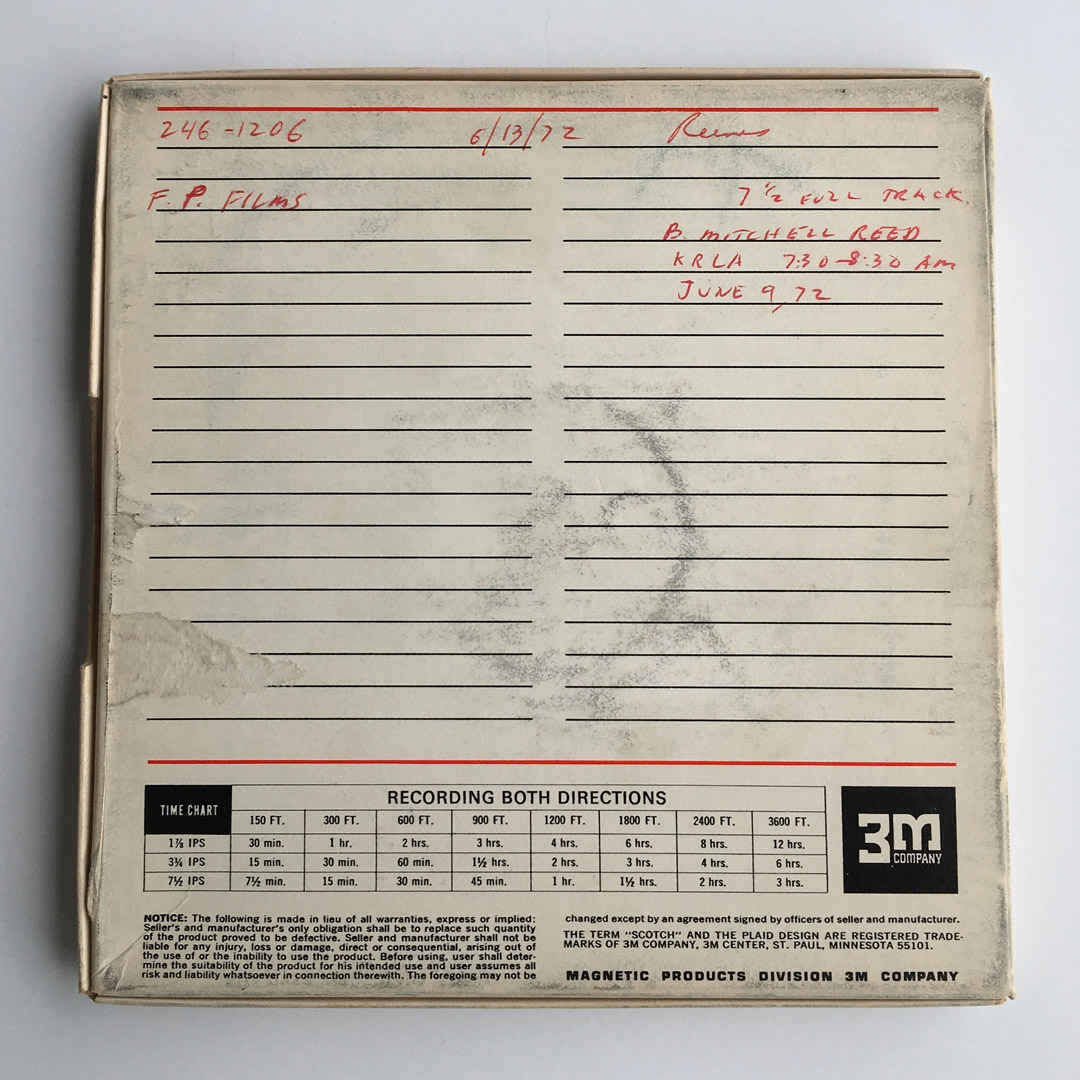 246-1206 6/13/72 Reeves
F. P. FILMS
7 1/2 FULL TRACK.
B. MITCHELL REED
KRLA 7:30-8:30 AM
JUNE 9, 72
TIME CHART
RECORDING BOTH DIRECTIONS
150 FT. 300 FT. 600 FT. 900 FT. 1200 FT. 1800 FT. 2400 FT. 3600 FT.
1⅞ IPS 30 min. 1 hr. 2 hrs. 3 hrs. 4 hrs. 6 hrs. 8 hrs. 12 hrs.
3¾ IPS 15 min. 30 min. 60 min. 1½ hrs. 2 hrs. 3 hrs. 4 hrs. 6 hrs.
7½ IPS 7½ min. 15 min. 30 min. 45 min. 1 hr. 1½ hrs. 2 hrs. 3 hrs.
3M
COMPANY
NOTICE: The following is made in lieu of all warranties, express or implied:
Seller's and manufacturer's only obligation shall be to replace such quantity
of the product proved to be defective. Seller and manufacturer shall not be
liable for any injury, loss or damage, direct or consequential, arising out of
the use of or the inability to use the product. Before using, user shall deter-
mine the suitability of the product for his intended use and user assumes all
risk and liability whatsoever in connection therewith. The foregoing may not be
changed except by an agreement signed by officers of seller and manufacturer.
THE TERM "SCOTCH" AND THE PLAID DESIGN ARE REGISTERED TRADE-
MARKS OF 3M COMPANY, 3M CENTER, ST. PAUL, MINNESOTA 55101.
MAGNETIC PRODUCTS DIVISION 3M COMPANY